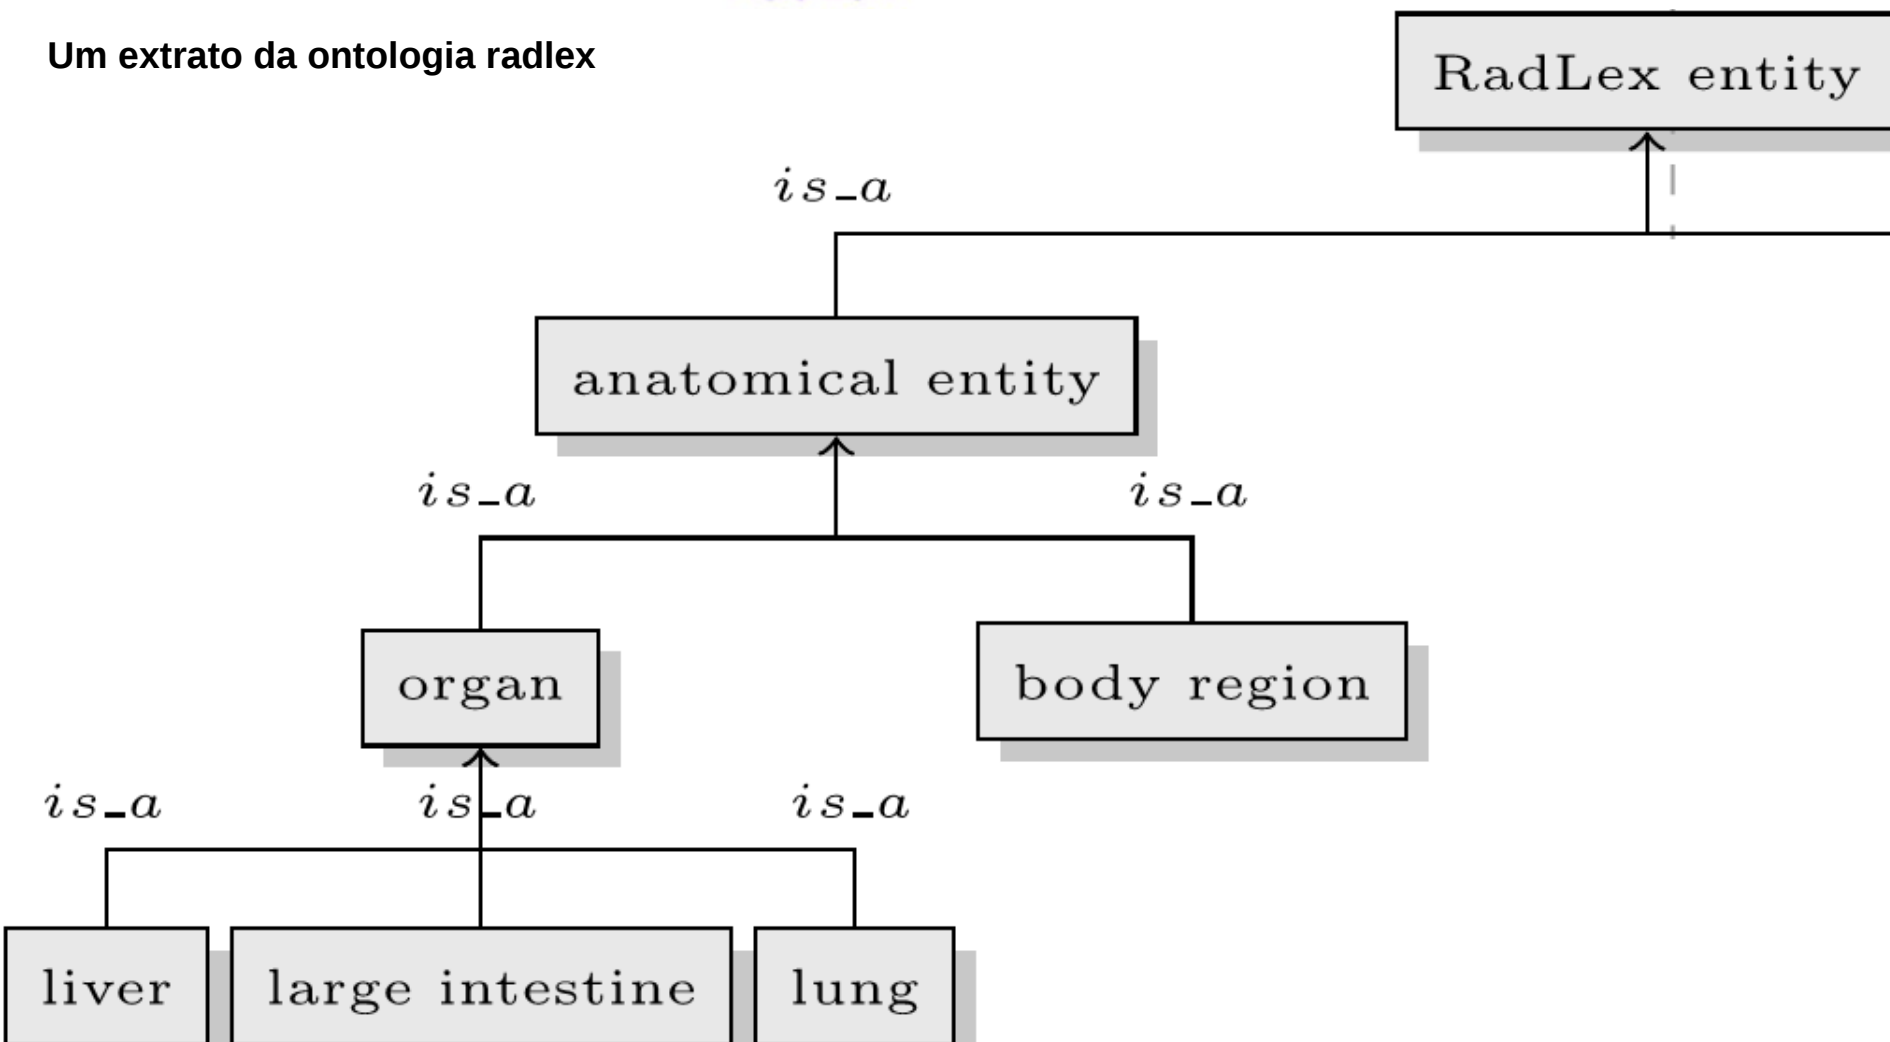 Um extrato da ontologia radlex
RadLex entity
is_a
anatomical entity
is_a
is_a
organ
body region
is_a
is_a
is_a
liver
large intestine
lung